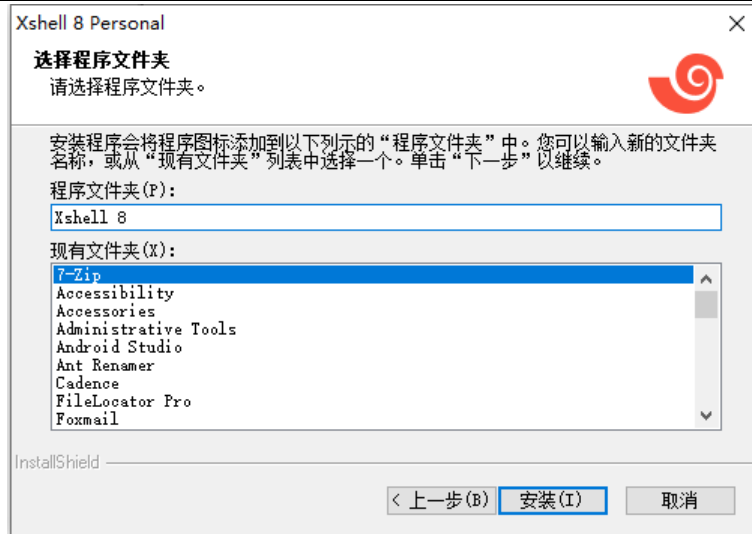 Xshell 8 Personal
选择程序文件夹
请选择程序文件夹。
安装程序会将程序图标添加到以下列示的“程序文件夹”中。您可以输入新的文件夹
名称，或从“现有文件夹”列表中选择一个。单击“下一步”以继续。
程序文件夹(P):
Xshell 8
现有文件夹(X):
7-Zip
Accessibility
Accessories
Administrative Tools
Android Studio
Ant Renamer
Cadence
FileLocator Pro
Foxmail
InstallShield
< 上一步(B) 安装(I) 取消